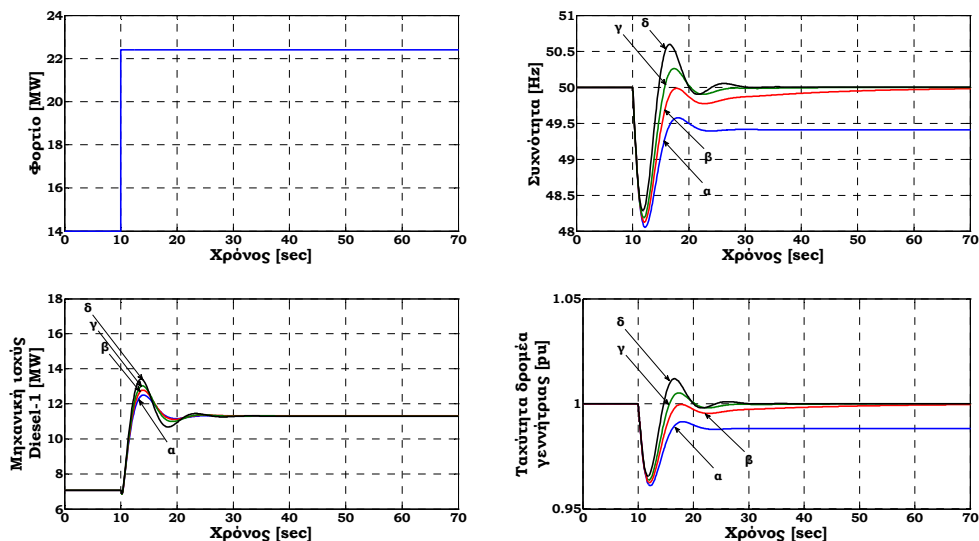 Φορτίο [MW]
24
22
20
18
16
14
0 10 20 30 40 50 60 70
Χρόνος [sec]
Συχνότητα [Hz]
51
50.5
50
49.5
49
48.5
48
γ
δ
β
α
0 10 20 30 40 50 60 70
Χρόνος [sec]
Μηχανική ισχύς
Diesel-1 [MW]
18
16
14
12
10
8
6
δ
γ
β
α
0 10 20 30 40 50 60 70
Χρόνος [sec]
Ταχύτητα δρομέα
γεννήτριας [pu]
1.05
1
0.95
δ
γ
β
α
0 10 20 30 40 50 60 70
Χρόνος [sec]